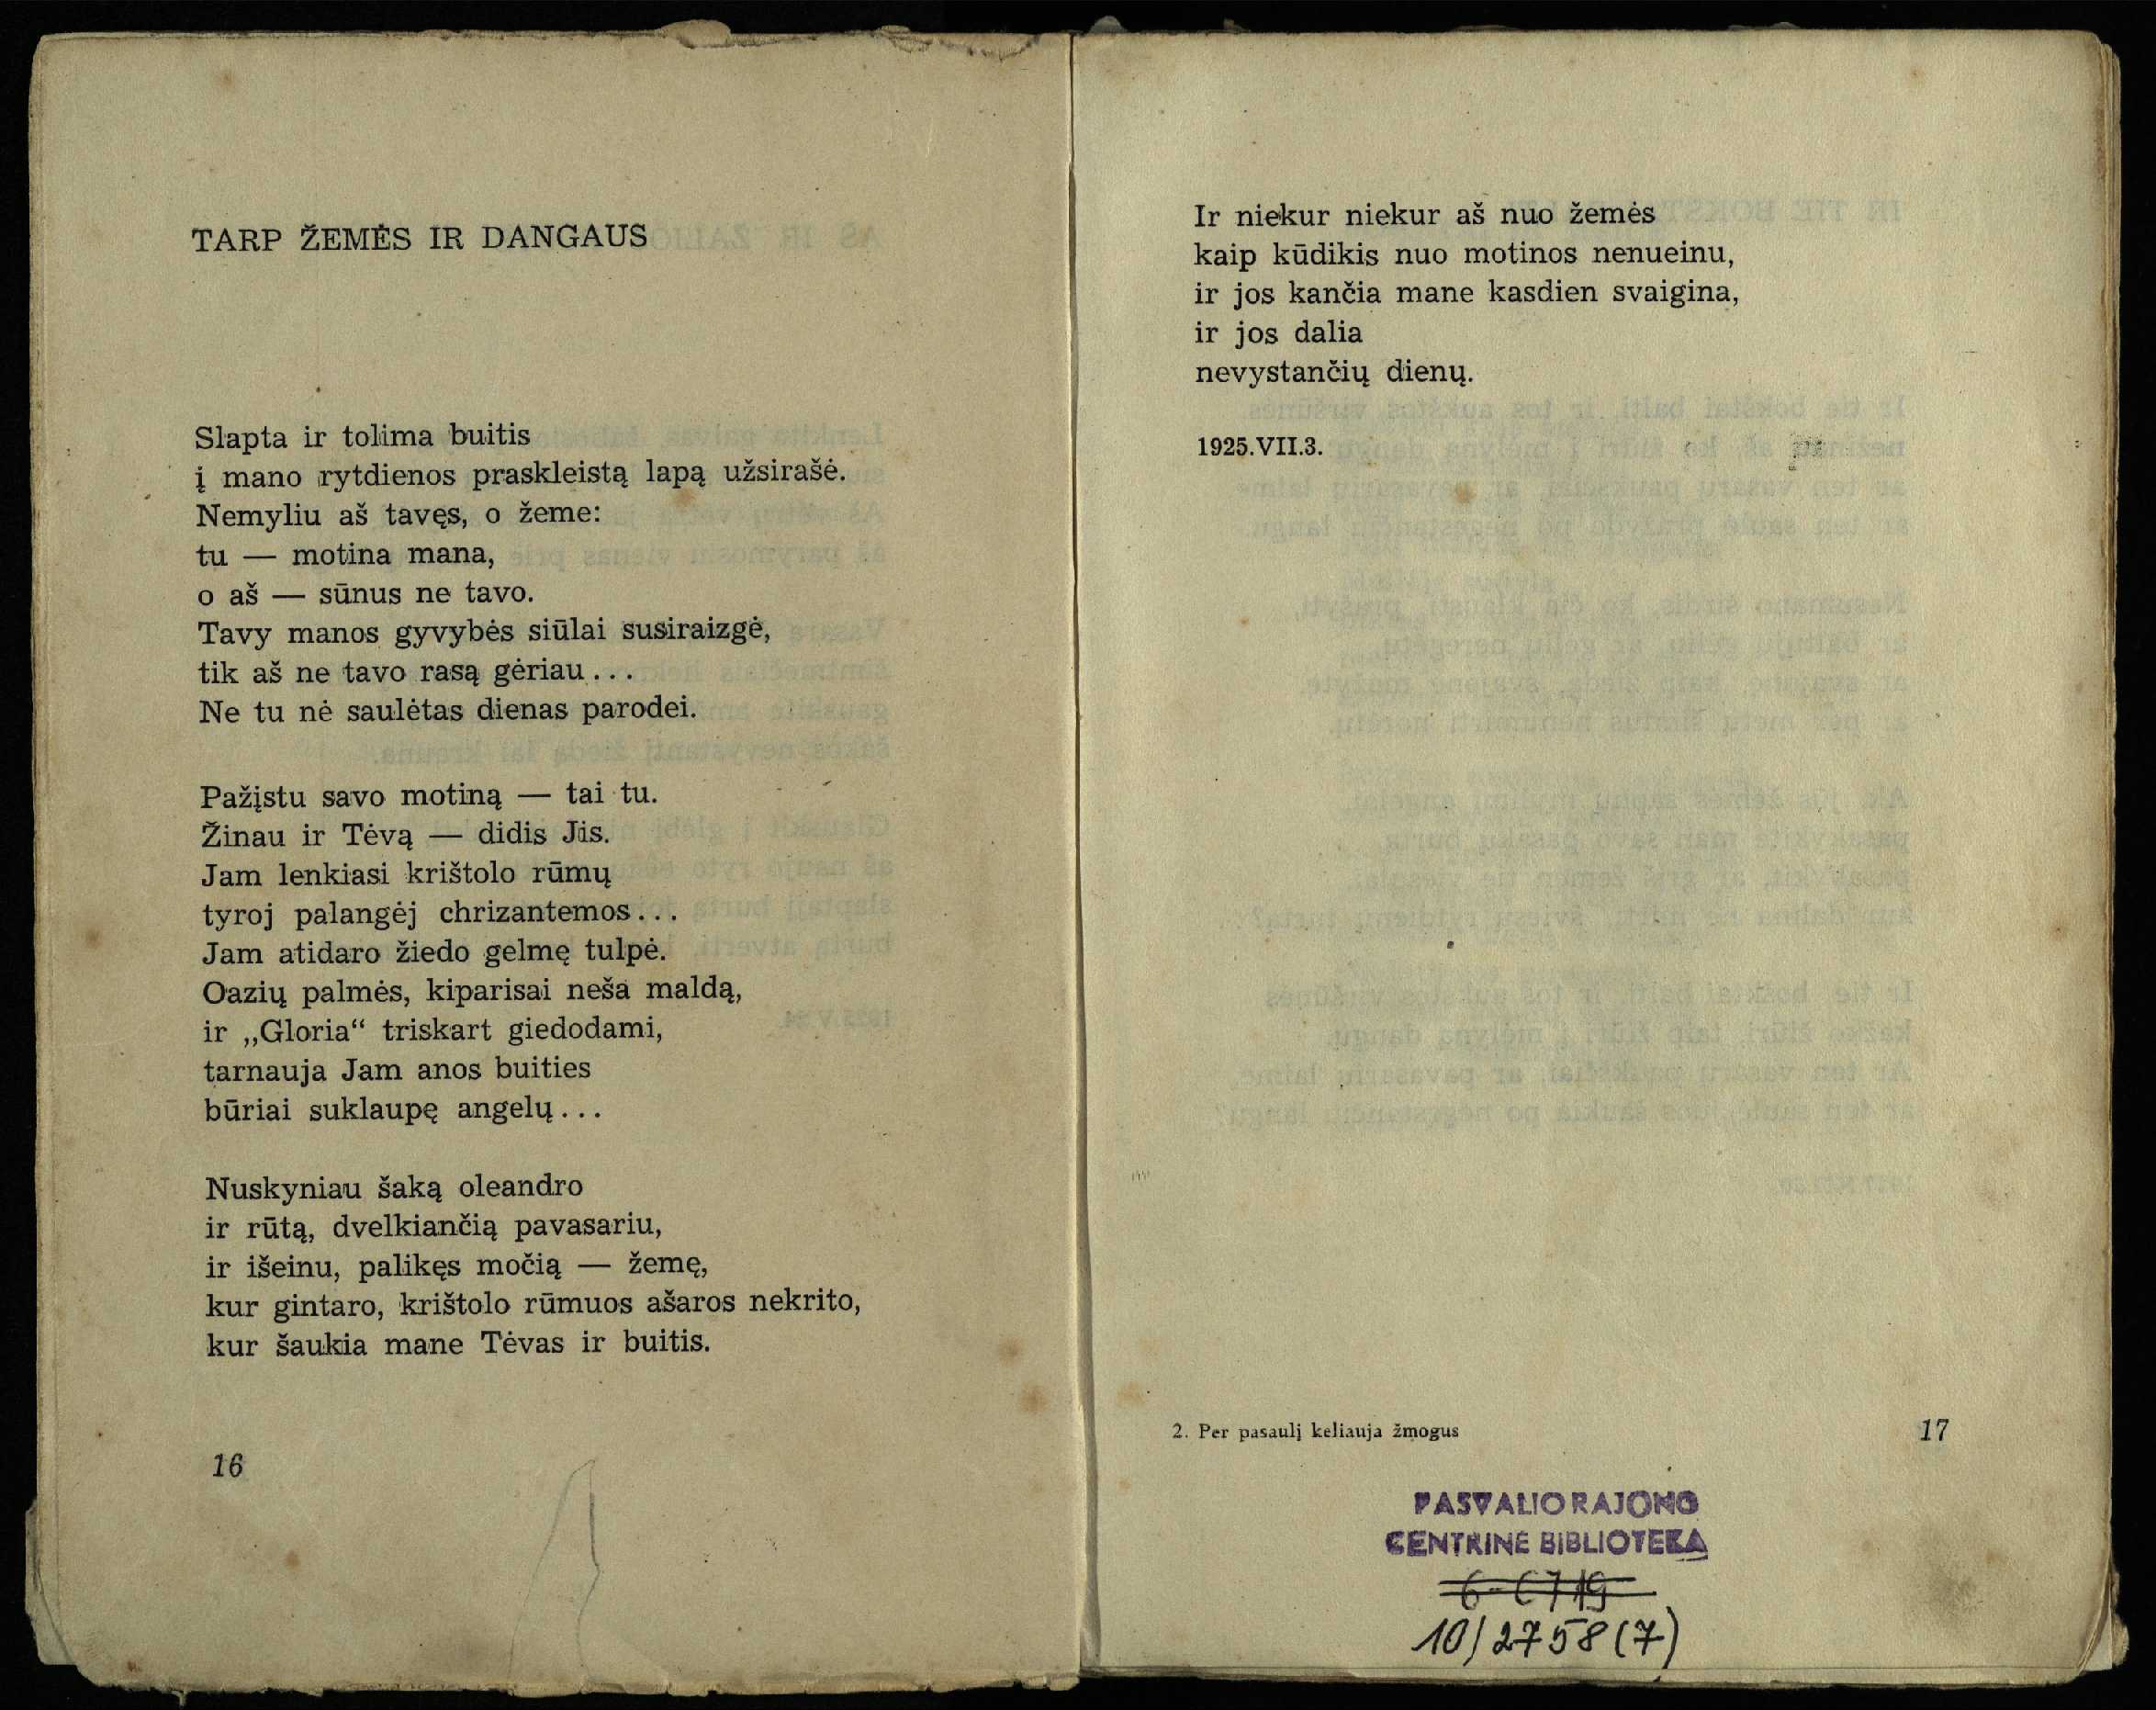 TARP ŽEMĖS IR DANGAUS
Slapta ir tolima buitis
į mano rytdienos praskleistą lapą užsirašė.
Nemyliu aš tavęs, o žeme:
tu — motina mana,
o aš — sūnus ne tavo.
Tavy manos gyvybės siūlai susiraizgė,
tik aš ne tavo rasą gėriau...
Ne tu nė saulėtas dienas parodei.
Pažįstu savo motiną — tai tu.
Žinau ir Tėvą — didis Jis.
Jam lenkiasi krištolo rūmų
tyroj palangėj chrizantemos...
Jam atidaro žiedo gelmę tulpė.
Oazių palmės, kiparisai neša maldą,
ir „Gloria“ triskart giedodami,
tarnauja Jam anos buities
būriai suklaupę angelų...
Nuskyniau šaką oleandro
ir rūtą, dvelkiančią pavasariu,
ir išeinu, palikęs močią — žemę,
kur gintaro, krištolo rūmuos ašaros nekrito,
kur šaukia mane Tėvas ir buitis.
16
Ir niekur niekur aš nuo žemės
kaip kūdikis nuo motinos nenueinu,
ir jos kančia mane kasdien svaigina,
ir jos dalia
nevystančių dienų.
1925.VII.3.
2. Per pasaulį keliauja žmogus
17
PASVALIO RAJONO
CENTRINĖ BIBLIOTEKA
10/2758(7)